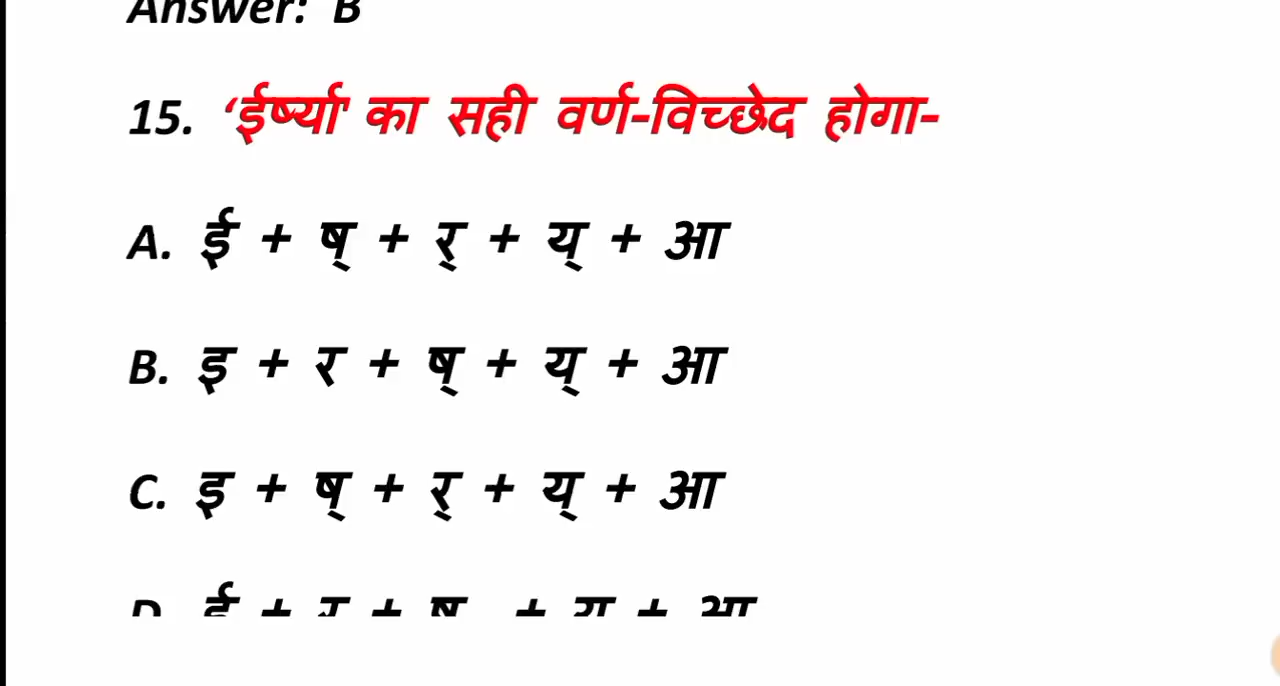 Answer: B
15. ‘ईर्ष्या' का सही वर्ण-विच्छेद होगा-
A. ई + ष् + र् + य् + आ
B. इ + र + ष् + य् + आ
C. इ + ष् + र् + य् + आ
D ई + + + + आ